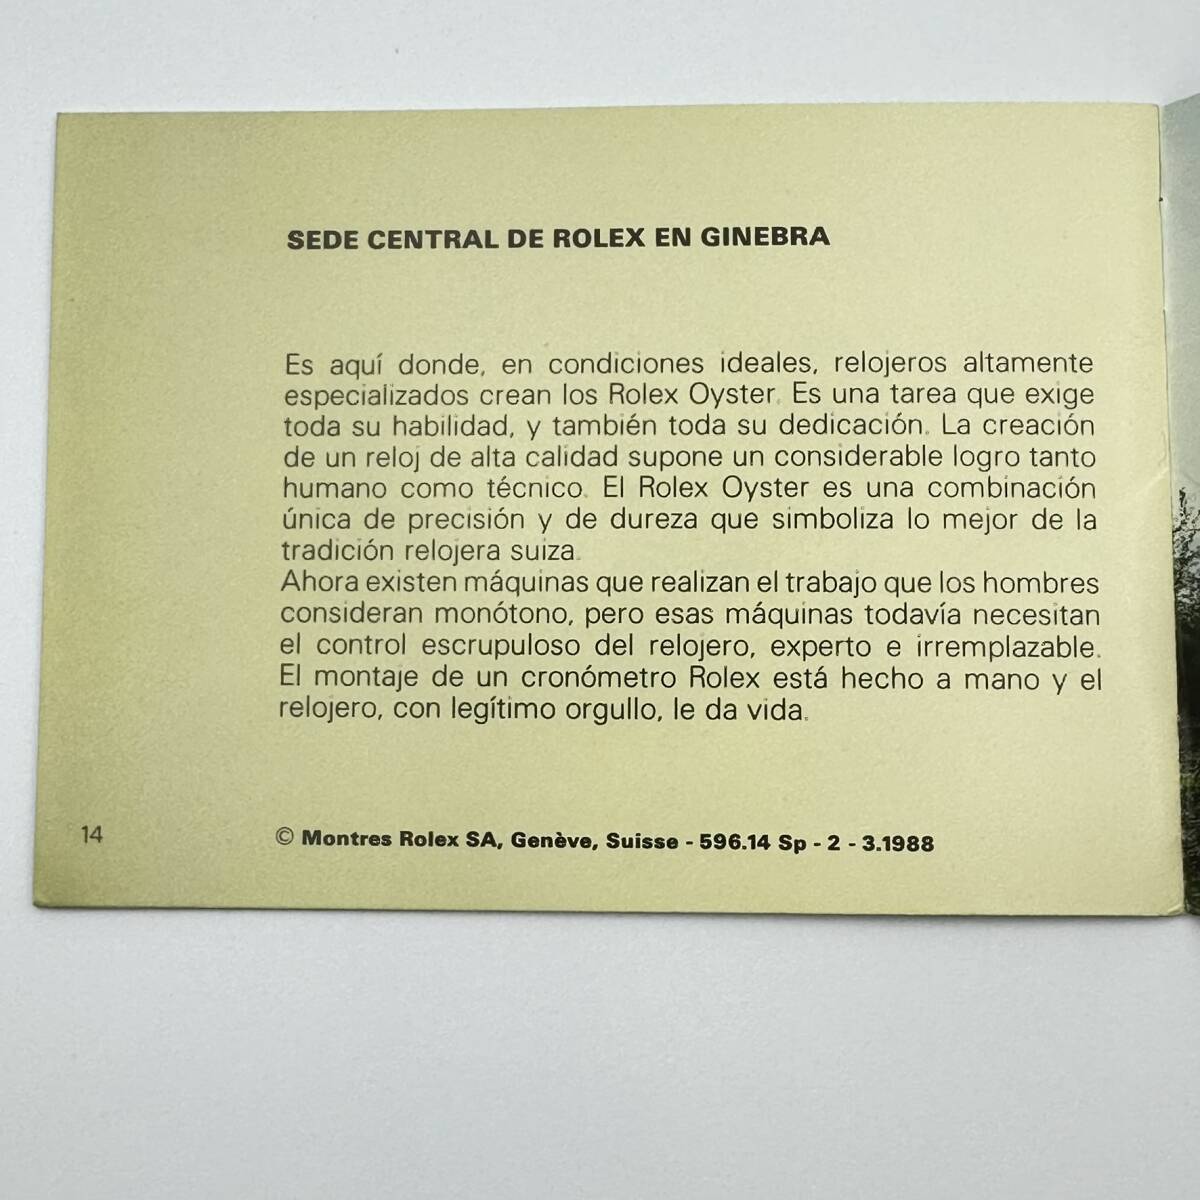 SEDE CENTRAL DE ROLEX EN GINEBRA
Es aquí donde, en condiciones ideales, relojeros altamente
especializados crean los Rolex Oyster. Es una tarea que exige
toda su habilidad, y también toda su dedicación. La creación
de un reloj de alta calidad supone un considerable logro tanto
humano como técnico. El Rolex Oyster es una combinación
única de precisión y de dureza que simboliza lo mejor de la
tradición relojera suiza.
Ahora existen máquinas que realizan el trabajo que los hombres
consideran monótono, pero esas máquinas todavía necesitan
el control escrupuloso del relojero, experto e irremplazable.
El montaje de un cronómetro Rolex está hecho a mano y el
relojero, con legítimo orgullo, le da vida.
14
© Montres Rolex SA, Genève, Suisse - 596.14 Sp - 2 - 3.1988